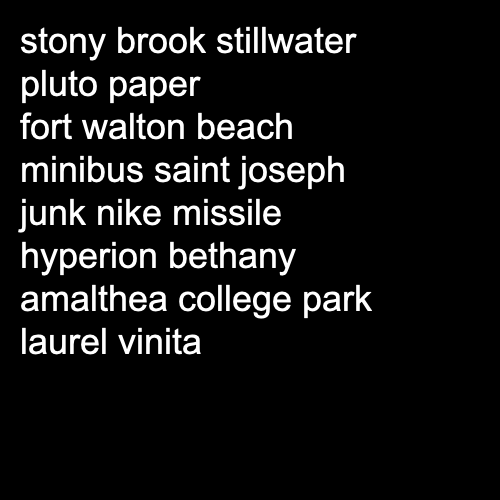 stony brook stillwater
pluto paper
fort walton beach
minibus saint joseph
junk nike missile
hyperion bethany
amalthea college park
laurel vinita